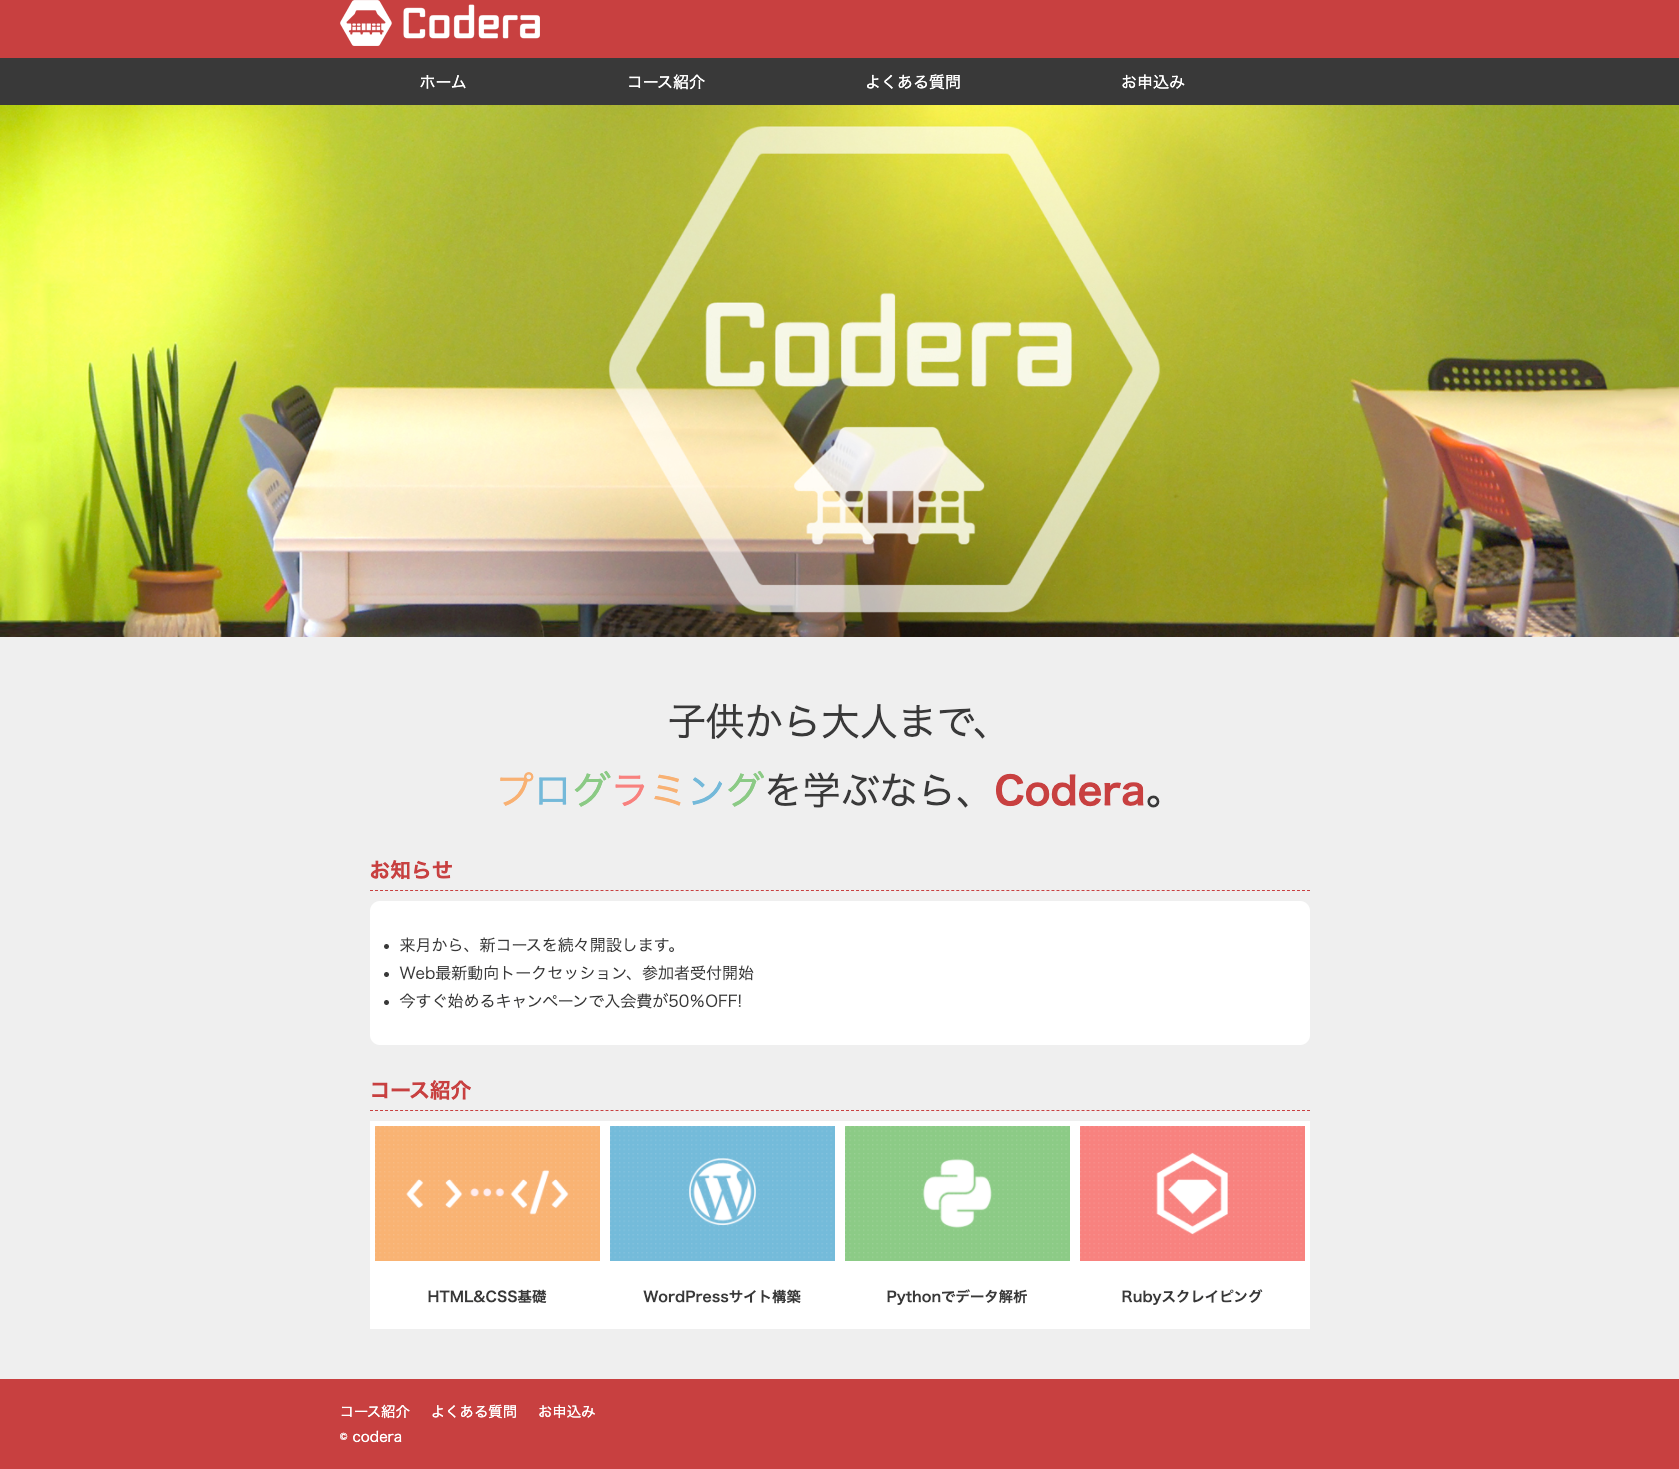 Codera
ホーム コース紹介 よくある質問 お申込み
Codera
子供から大人まで、
プログラミングを学ぶなら、Codera。
お知らせ
• 来月から、新コースを続々開設します。
• Web最新動向トークセッション、参加者受付開始
• 今すぐ始めるキャンペーンで入会費が50%OFF!
コース紹介
< >···</>
HTML&CSS基礎 WordPressサイト構築 Pythonでデータ解析 Rubyスクレイピング
コース紹介 よくある質問 お申込み
© codera